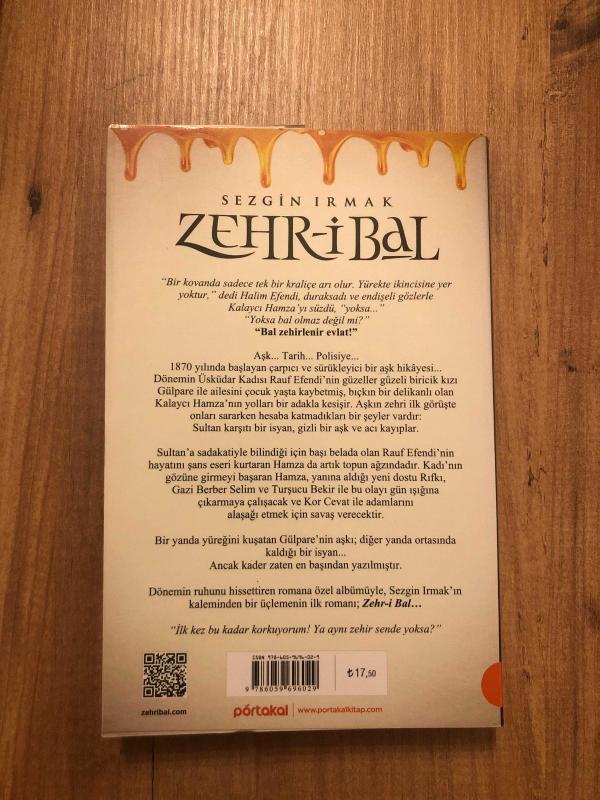 SEZGİN IRMAK
ZEHR-İ BAL
“Bir kovanda sadece tek bir kraliçe arı olur. Yürekte ikincisine yer
yoktur,” dedi Halim Efendi, duraksadı ve endişeli gözlerle
Kalaycı Hamza’yı süzdü, “yoksa...”
“Yoksa bal olmaz değil mi?”
“Bal zehirlenir evlat!”
Aşk... Tarih... Polisiye...
1870 yılında başlayan çarpıcı ve sürükleyici bir aşk hikâyesi...
Dönemin Üsküdar Kadısı Rauf Efendi’nin güzeller güzeli biricik kızı
Gülpare ile ailesini çocuk yaşta kaybetmiş, bıçkın bir delikanlı olan
Kalaycı Hamza’nın yolları bir adakla kesişir. Aşkın zehri ilk görüşte
onları sararken hesaba katmadıkları bir şeyler vardır:
Sultan karşıtı bir isyan, gizli bir aşk ve acı kayıplar.
Sultan’a sadakatiyle bilindiği için başı belada olan Rauf Efendi’nin
hayatını şans eseri kurtaran Hamza da artık topun ağzındadır. Kadı’nın
gözüne girmeyi başaran Hamza, yanına aldığı yeni dostu Rıfkı,
Gazi Berber Selim ve Turşucu Bekir ile bu olayı gün ışığına
çıkarmaya çalışacak ve Kor Cevat ile adamlarını
alaşağı etmek için savaş verecektir.
Bir yanda yüreğini kuşatan Gülpare’nin aşkı; diğer yanda ortasında
kaldığı bir isyan...
Ancak kader zaten en başından yazılmıştır.
Dönemin ruhunu hissettiren romana özel albümüyle, Sezgin Irmak’ın
kaleminden bir üçlemenin ilk romanı; Zehr-i Bal...
“İlk kez bu kadar korkuyorum! Ya aynı zehir sende yoksa?”
ISBN 978-605-9696-02-9
9 786059 696029
₺17,50
zehribal.com
pórtakal | www.portakalkitap.com